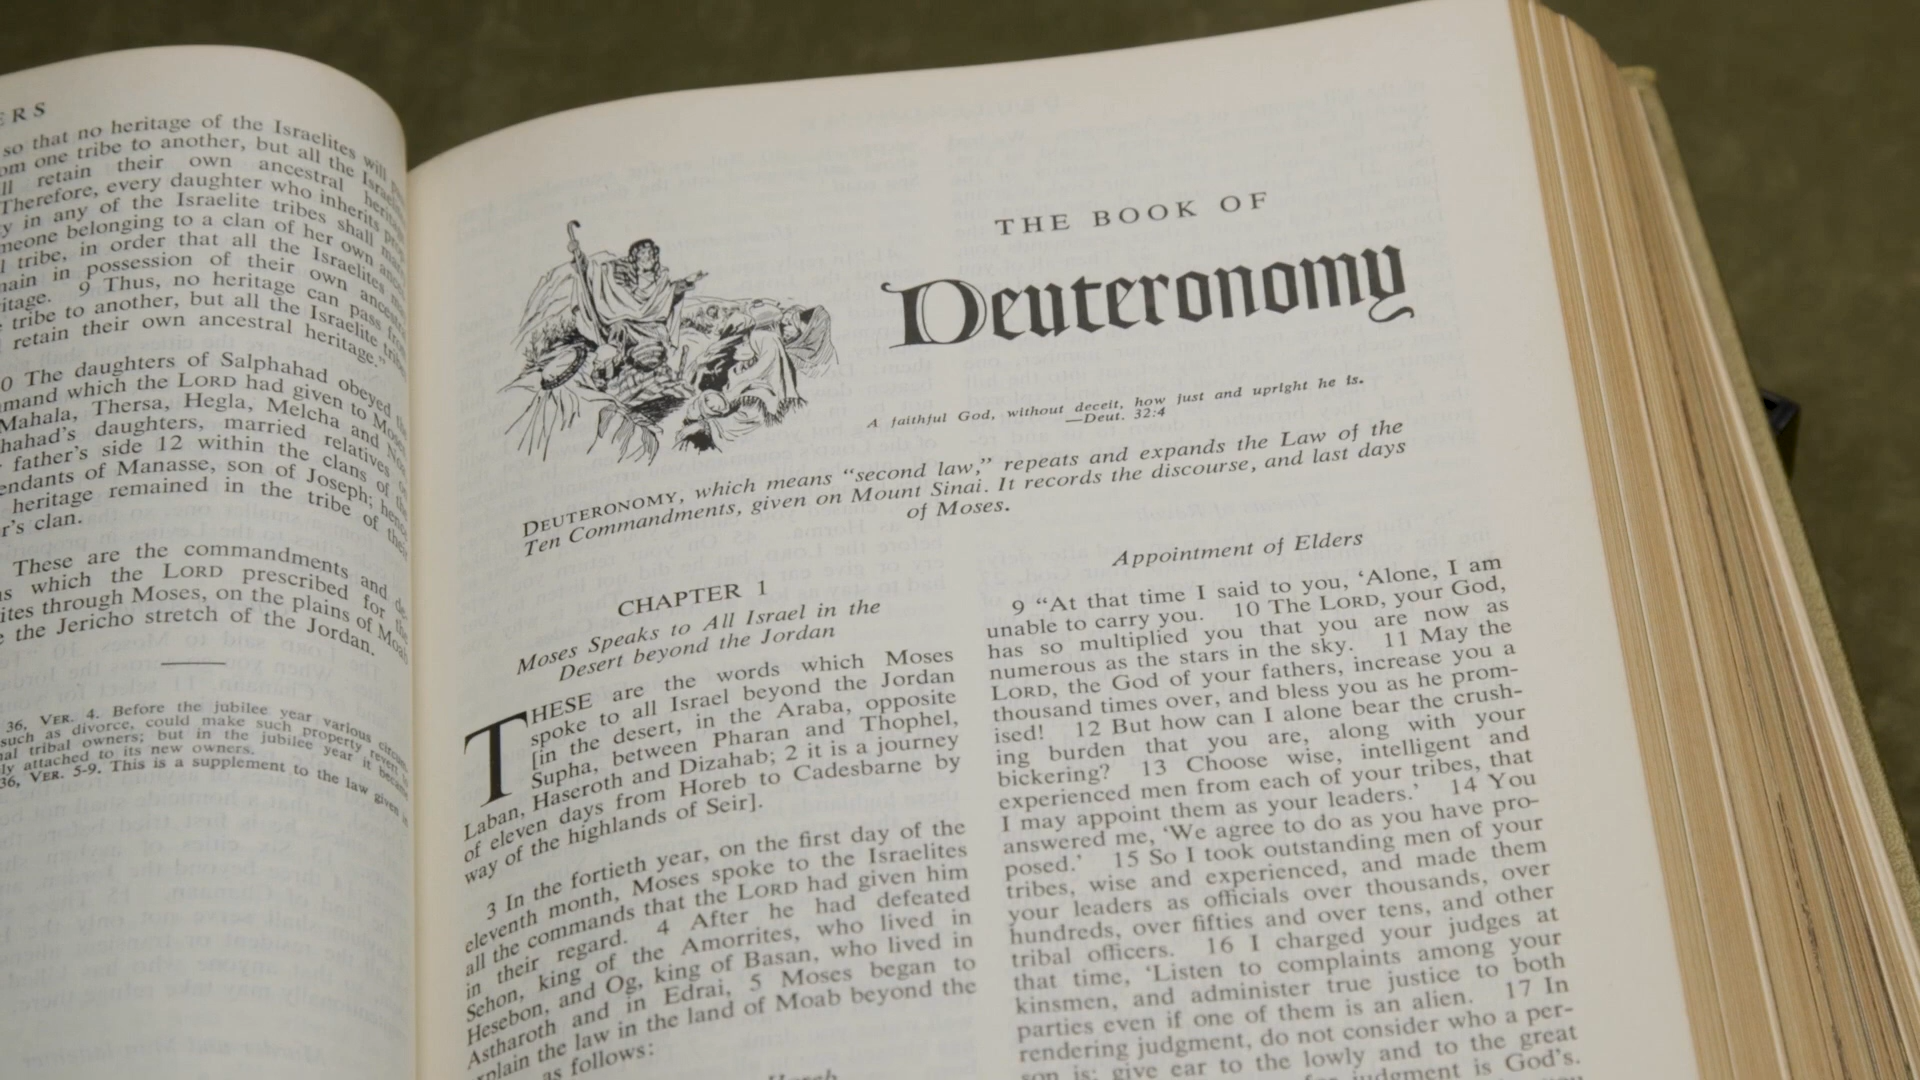 ERS
so that no heritage of the Israelites will
one tribe to another, but all the
retain their own ancestral
Therefore, every daughter who inherits
in any of the Israelite tribes shall
belonging to a clan of her own
tribe, in order that all the Israelites
in possession of their own
9 Thus, no heritage can pass from
tribe to another, but all the Israelite
retain their own ancestral heritage."
0 The daughters of Salphahad obeyed the
which the LORD had given to Moses.
Mahala, Thersa, Hegla, Melcha and Noa,
daughters, married relatives on
father's side 12 within the clans of the
of Manasse, son of Joseph; hence
heritage remained in the tribe of their
clan.
These are the commandments and
which the LORD prescribed for the
through Moses, on the plains of Moab
the Jericho stretch of the Jordan.
36, VER. 4. Before the jubilee year various
such as divorce, could make such property revert to
tribal owners; but in the jubilee year it became
attached to its new owners.
36, VER. 5-9. This is a supplement to the law given in
THE BOOK OF
Deuteronomy
A faithful God, without deceit, how just and upright he is.
—Deut. 32:4
DEUTERONOMY, which means "second law," repeats and expands the Law of the
Ten Commandments, given on Mount Sinai. It records the discourse, and last days
of Moses.
CHAPTER 1
Moses Speaks to All Israel in the
Desert beyond the Jordan
THESE are the words which Moses
spoke to all Israel beyond the Jordan
[in the desert, in the Araba, opposite
Supha, between Pharan and Thophel,
Laban, Haseroth and Dizahab; 2 it is a journey
of eleven days from Horeb to Cadesbarne by
way of the highlands of Seir].
3 In the fortieth year, on the first day of the
eleventh month, Moses spoke to the Israelites
all the commands that the LORD had given him
in their regard. 4 After he had defeated
Sehon, king of the Amorrites, who lived in
Hesebon, and Og, king of Basan, who lived in
Astharoth and in Edrai, 5 Moses began to
explain the law in the land of Moab beyond the
as follows:
Horeb
Appointment of Elders
9 "At that time I said to you, 'Alone, I am
unable to carry you. 10 The LORD, your God,
has so multiplied you that you are now as
numerous as the stars in the sky. 11 May the
LORD, the God of your fathers, increase you a
thousand times over, and bless you as he prom-
ised! 12 But how can I alone bear the crush-
ing burden that you are, along with your
bickering? 13 Choose wise, intelligent and
experienced men from each of your tribes, that
I may appoint them as your leaders.' 14 You
answered me, 'We agree to do as you have pro-
posed.' 15 So I took outstanding men of your
tribes, wise and experienced, and made them
your leaders as officials over thousands, over
hundreds, over fifties and over tens, and other
tribal officers. 16 I charged your judges at
that time, 'Listen to complaints among your
kinsmen, and administer true justice to both
parties even if one of them is an alien. 17 In
rendering judgment, do not consider who a per-
son is; give ear to the lowly and to the great
judgment is God's.